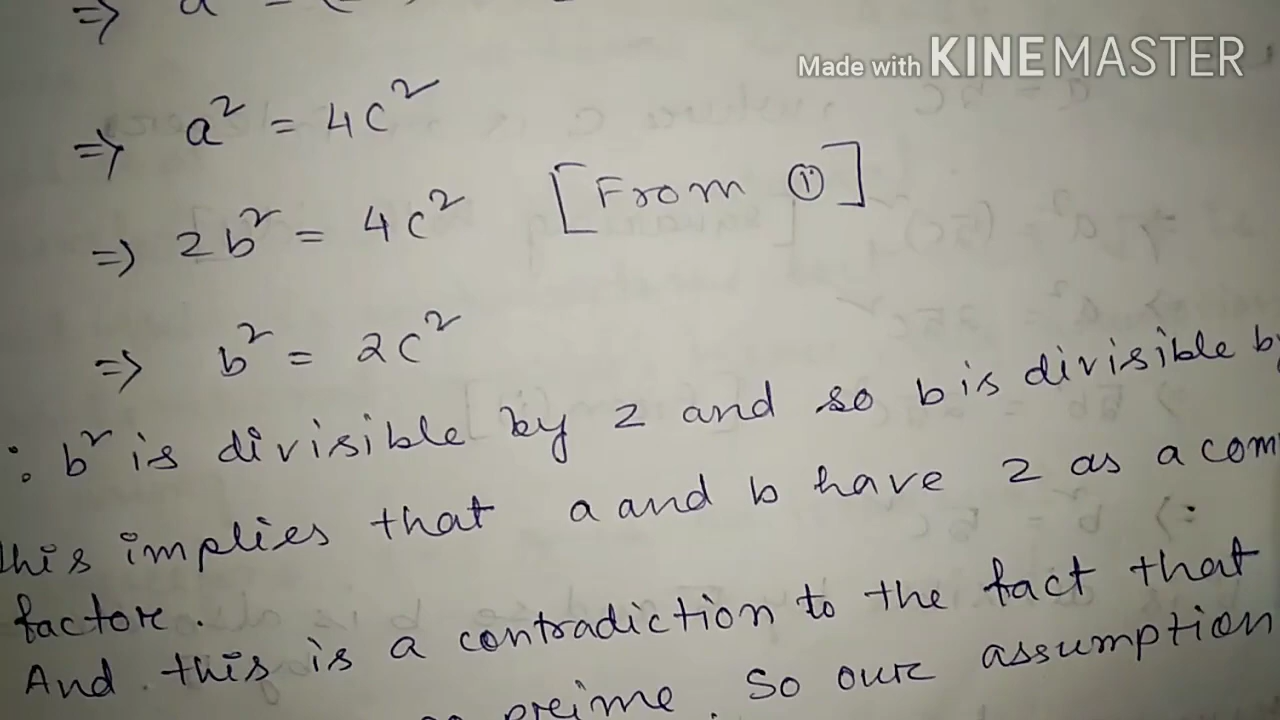 Made with KINEMASTER
⇒ a
⇒ a² = 4c²
⇒ 2b² = 4c² [From ①]
⇒ b² = 2c²
∴ b² is divisible by 2 and so b is divisible by
this implies that a and b have 2 as a com
factor.
And this is a contradiction to the fact that
prime. So our assumption